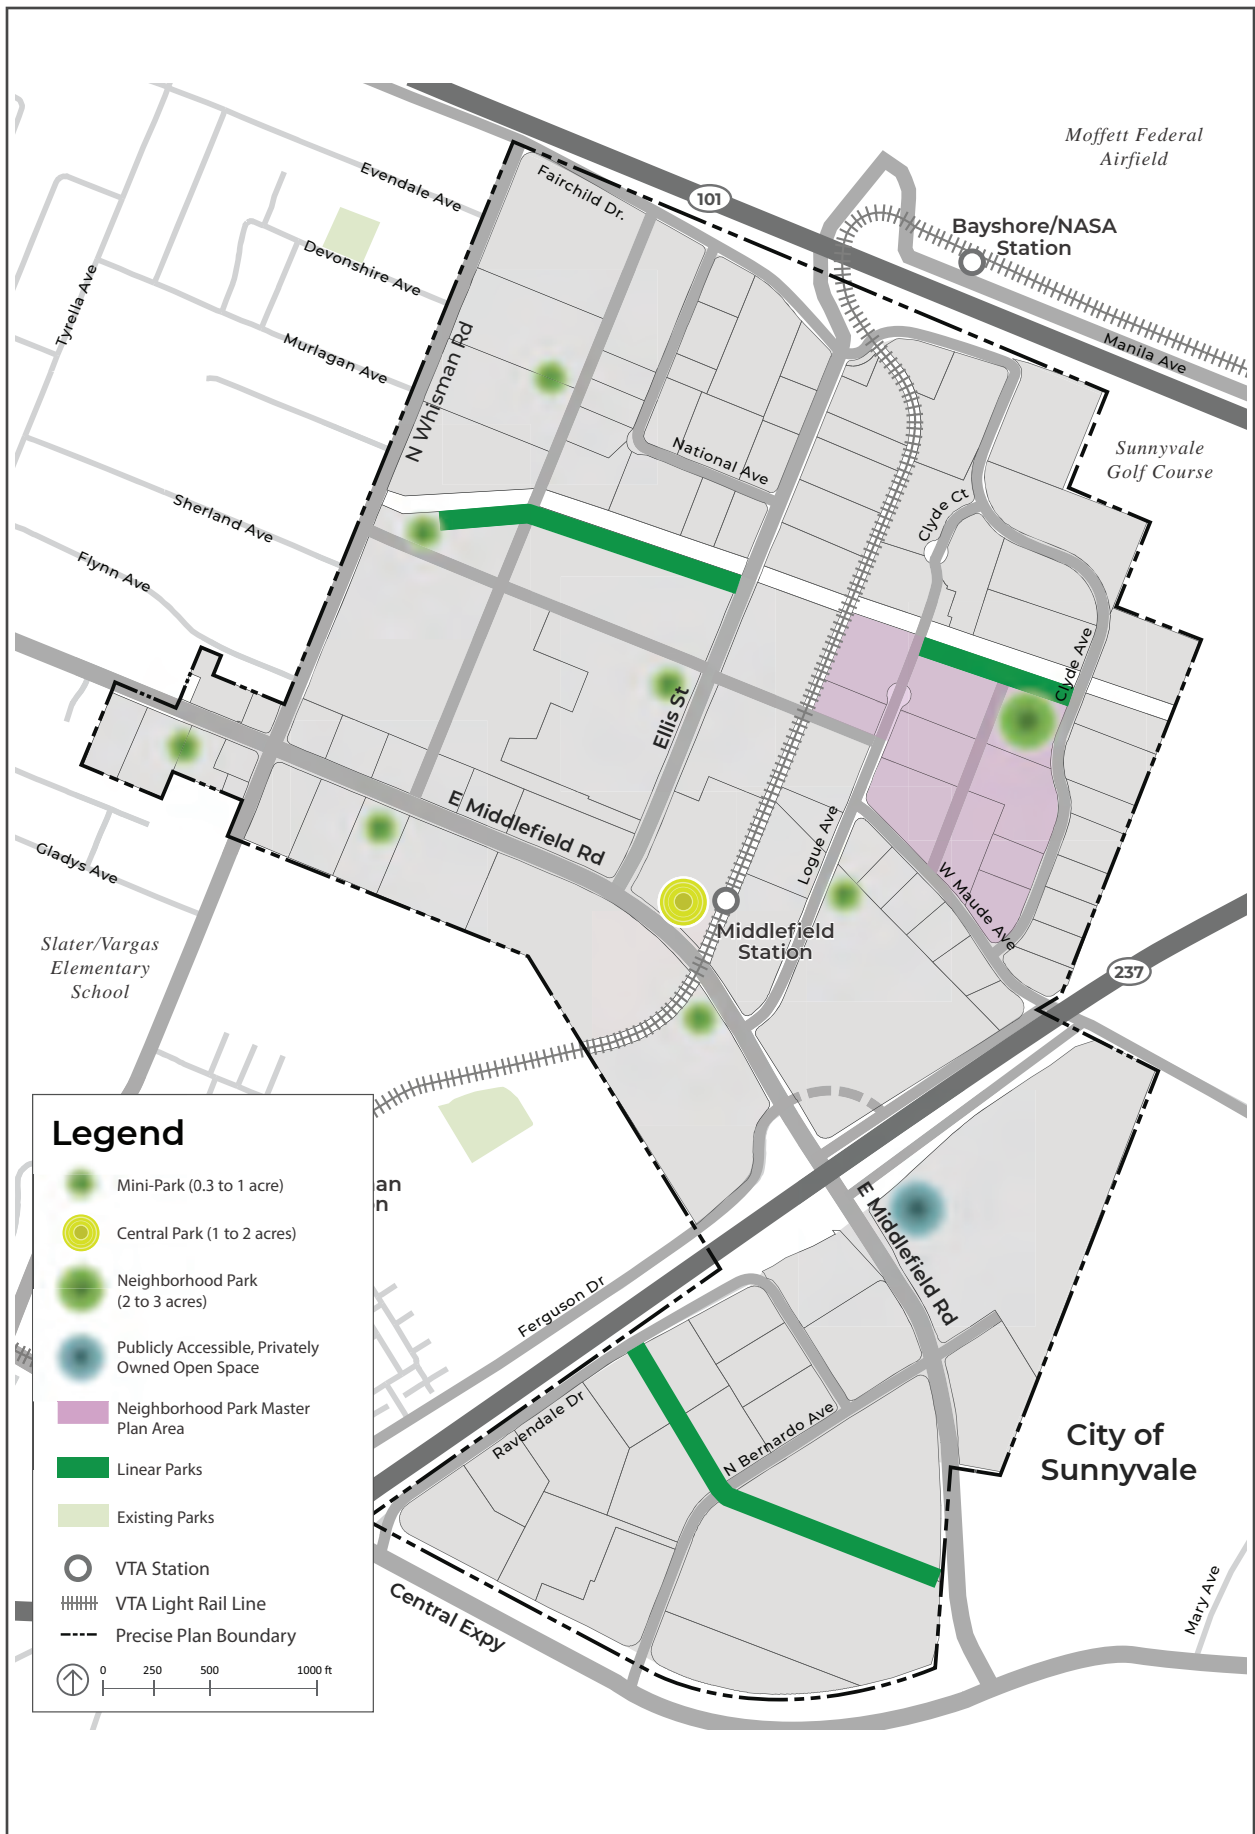 Moffett Federal
Airfield
Evendale Ave
Fairchild Dr.
101
Bayshore/NASA
Station
Devonshire Ave
Tyrella Ave
Manila Ave
Murlagan Ave
N Whisman Rd
Sunnyvale
Golf Course
National Ave
Clyde Ct
Sherland Ave
Flynn Ave
Clyde Ave
Ellis St
E Middlefield Rd
Logue Ave
Gladys Ave
W Maude Ave
Middlefield
Station
Slater/Vargas
Elementary
School
237
E Middlefield Rd
an
n
Ferguson Dr
Ravendale Dr
N Bernardo Ave
City of
Sunnyvale
Central Expy
Mary Ave
Legend
Mini-Park (0.3 to 1 acre)
Central Park (1 to 2 acres)
Neighborhood Park
(2 to 3 acres)
Publicly Accessible, Privately
Owned Open Space
Neighborhood Park Master
Plan Area
Linear Parks
Existing Parks
VTA Station
VTA Light Rail Line
Precise Plan Boundary
0 250 500 1000 ft